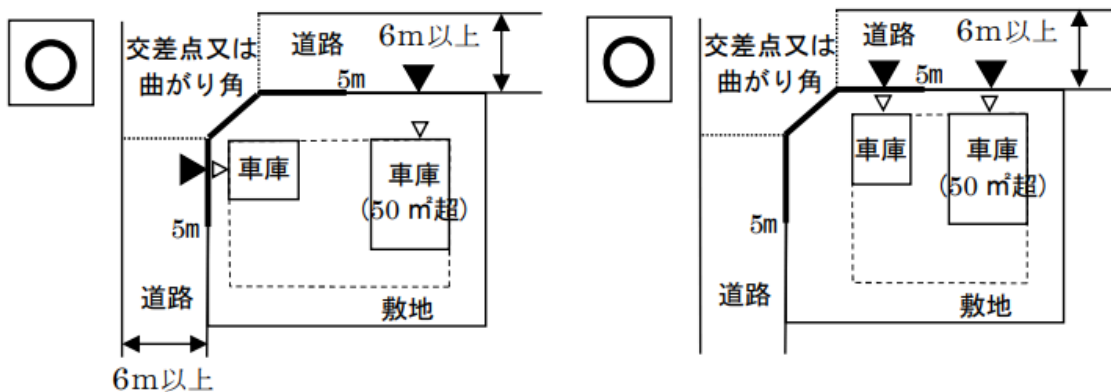 交差点又は
曲がり角
道路
6m以上
5m
車庫
車庫
(50 ㎡超)
5m
道路
敷地
6m以上
交差点又は
曲がり角
道路
6m以上
5m
車庫
車庫
(50 ㎡超)
5m
道路
敷地